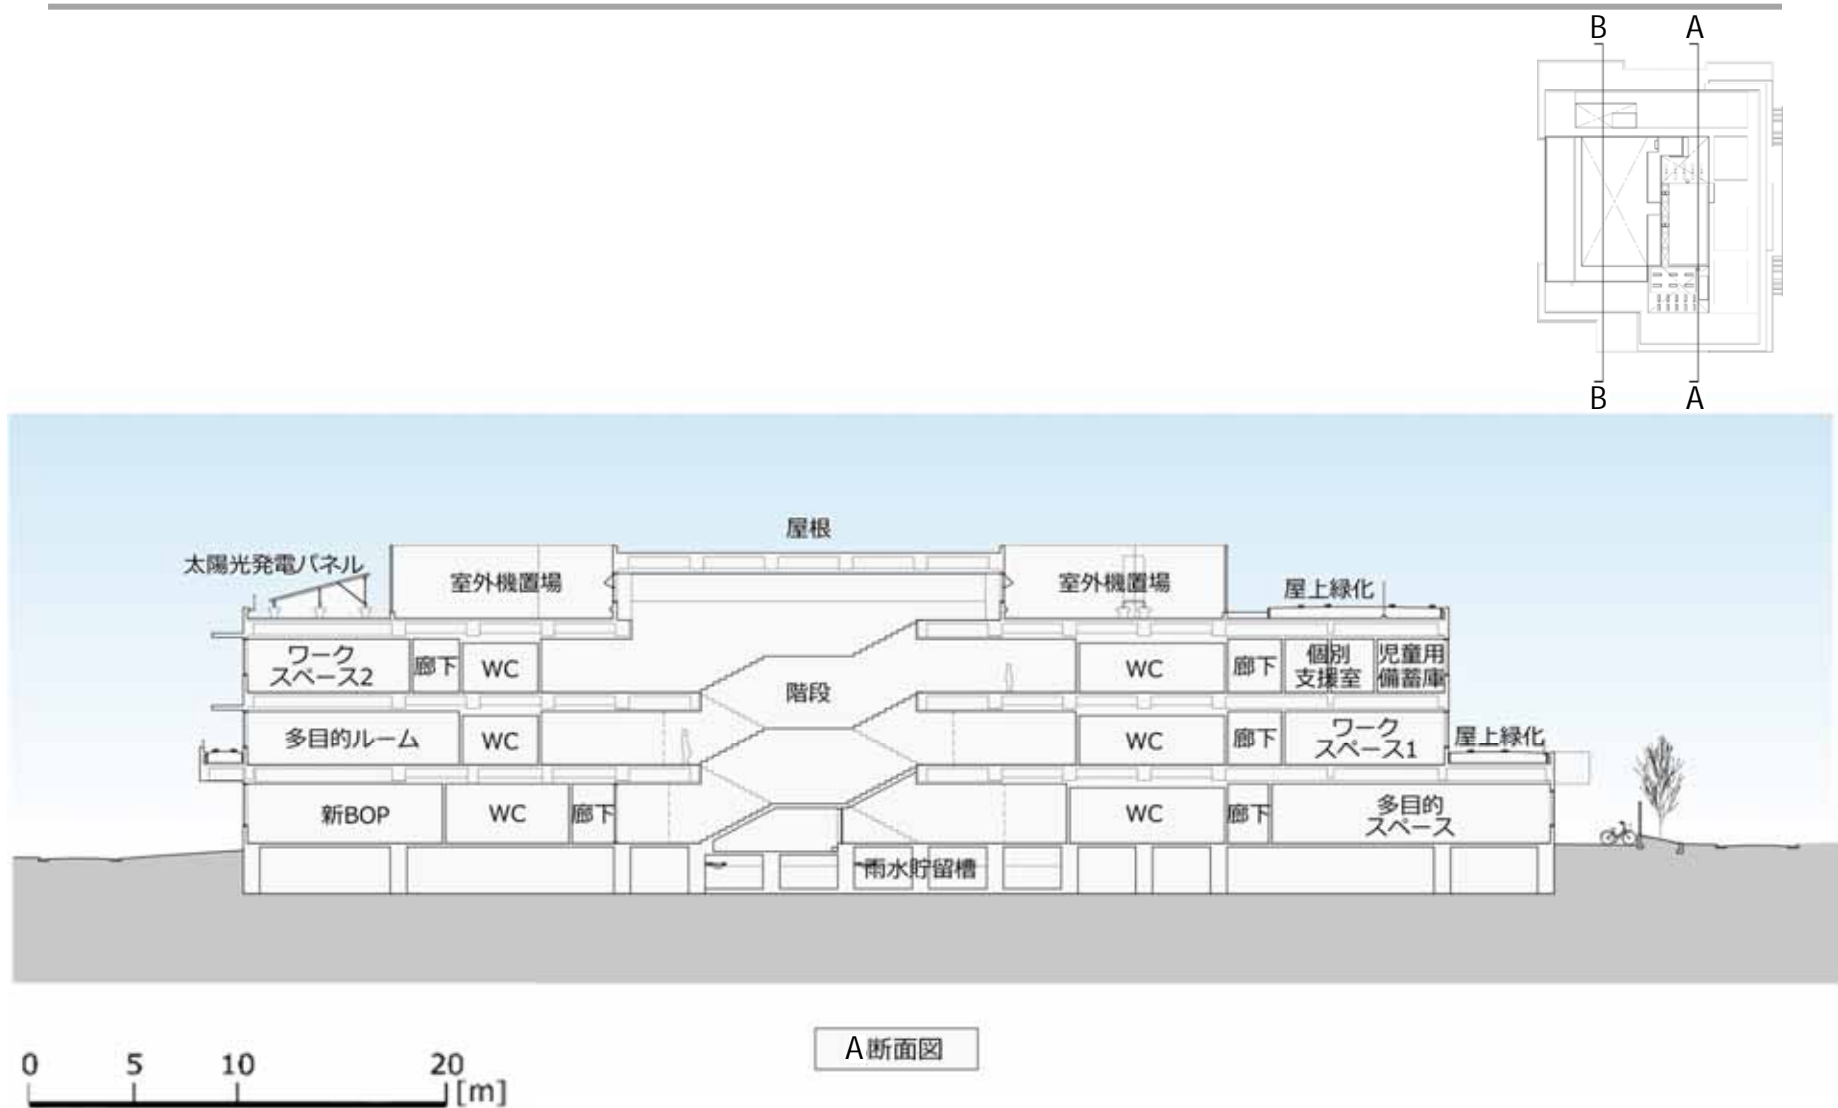 B
A
B
A
屋根
太陽光発電パネル
室外機置場
室外機置場
屋上緑化
ワーク
スペース2
廊下
WC
階段
WC
廊下
個別
支援室
児童用
備蓄庫
多目的ルーム
WC
WC
廊下
ワーク
スペース1
屋上緑化
新BOP
WC
廊下
WC
廊下
多目的
スペース
雨水貯留槽
A断面図
0 5 10 20
[m]